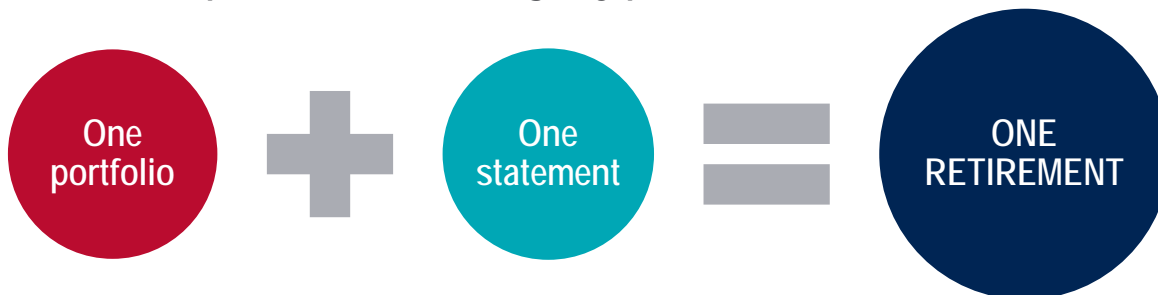 One
portfolio
One
statement
ONE
RETIREMENT